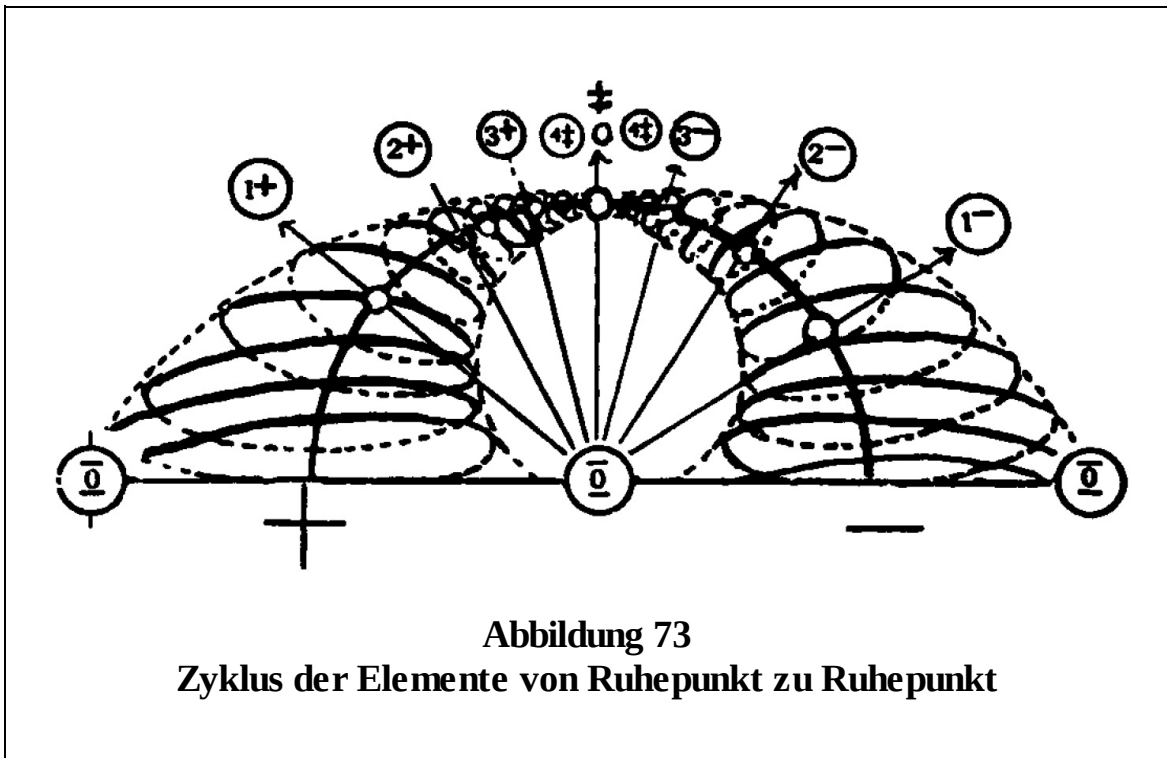 ‡
1+ 2+ 3+ 4‡ 4‡ 3− 2− 1−
0 0 0
+ −
Abbildung 73
Zyklus der Elemente von Ruhepunkt zu Ruhepunkt